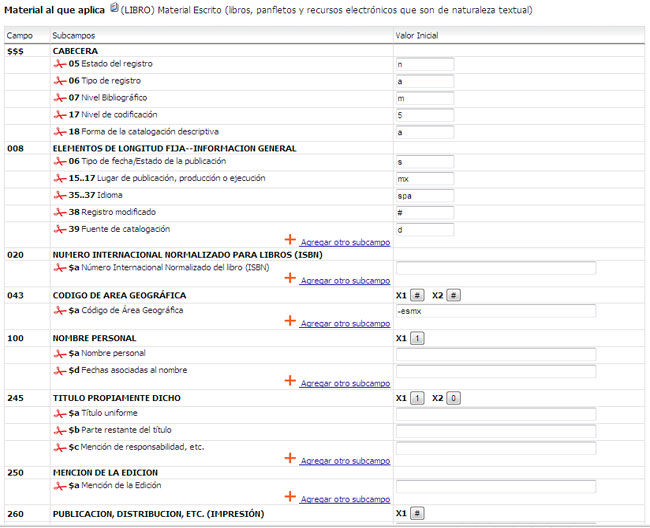 Material al que aplica (LIBRO) Material Escrito (libros, panfletos y recursos electrónicos que son de naturaleza textual)
Campo Subcampos Valor Inicial
$$$ CABECERA
05 Estado del registro n
06 Tipo de registro a
07 Nivel Bibliográfico m
17 Nivel de codificación 5
18 Forma de la catalogación descriptiva a
008 ELEMENTOS DE LONGITUD FIJA--INFORMACION GENERAL
06 Tipo de fecha/Estado de la publicación s
15..17 Lugar de publicación, producción o ejecución mx
35..37 Idioma spa
38 Registro modificado #
39 Fuente de catalogación d
Agregar otro subcampo
020 NUMERO INTERNACIONAL NORMALIZADO PARA LIBROS (ISBN)
$a Número Internacional Normalizado del libro (ISBN)
Agregar otro subcampo
043 CODIGO DE AREA GEOGRÁFICA X1 # X2 #
$a Código de Área Geográfica -esmx
Agregar otro subcampo
100 NOMBRE PERSONAL X1 1
$a Nombre personal
$d Fechas asociadas al nombre
Agregar otro subcampo
245 TITULO PROPIAMENTE DICHO X1 1 X2 0
$a Título uniforme
$b Parte restante del título
$c Mención de responsabilidad, etc.
Agregar otro subcampo
250 MENCION DE LA EDICION
$a Mención de la Edición
Agregar otro subcampo
260 PUBLICACION, DISTRIBUCION, ETC. (IMPRESIÓN) X1 #